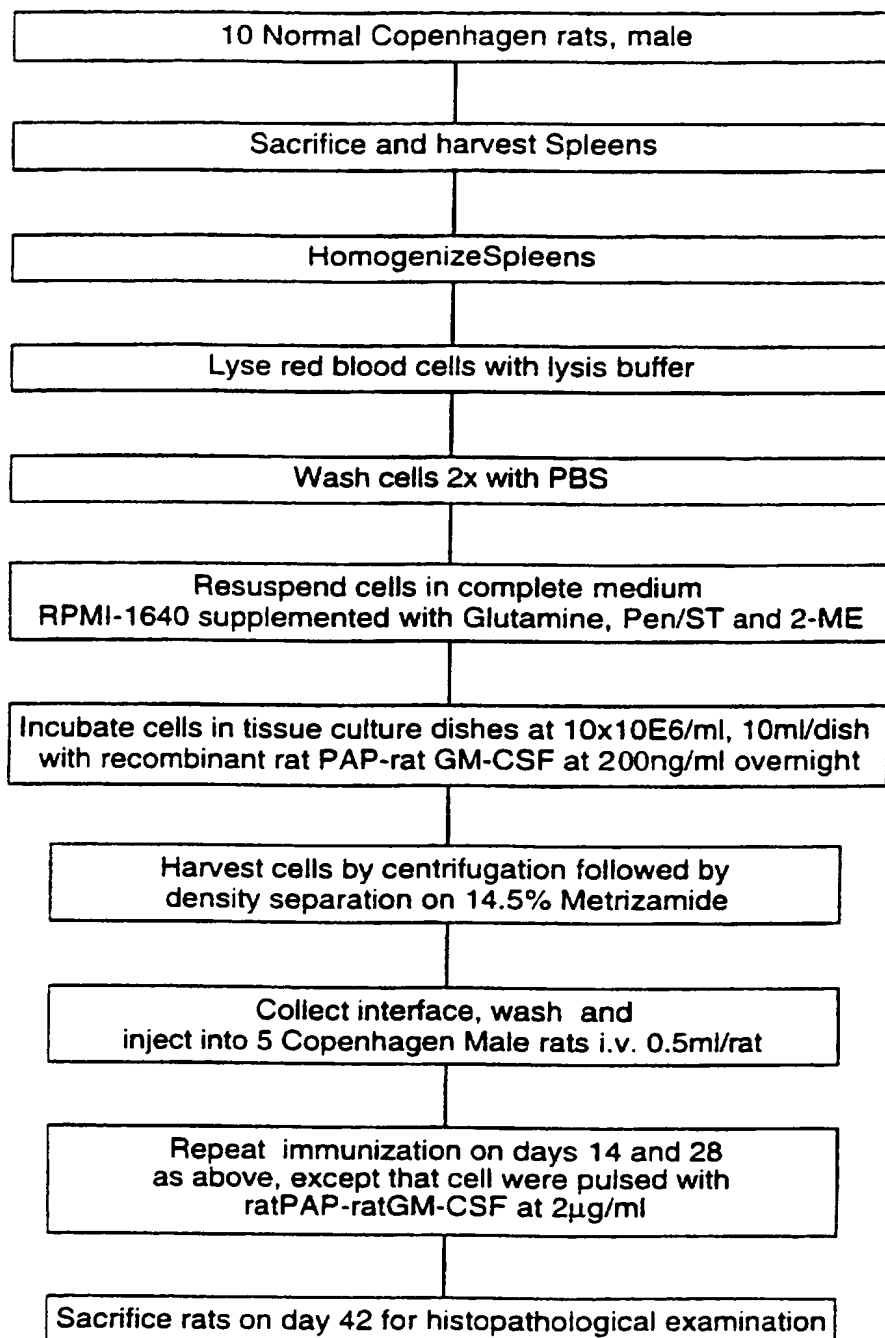 10 Normal Copenhagen rats, male
Sacrifice and harvest Spleens
HomogenizeSpleens
Lyse red blood cells with lysis buffer
Wash cells 2x with PBS
Resuspend cells in complete medium
RPMI-1640 supplemented with Glutamine, Pen/ST and 2-ME
Incubate cells in tissue culture dishes at 10x10E6/ml, 10ml/dish
with recombinant rat PAP-rat GM-CSF at 200ng/ml overnight
Harvest cells by centrifugation followed by
density separation on 14.5% Metrizamide
Collect interface, wash and
inject into 5 Copenhagen Male rats i.v. 0.5ml/rat
Repeat immunization on days 14 and 28
as above, except that cell were pulsed with
ratPAP-ratGM-CSF at 2µg/ml
Sacrifice rats on day 42 for histopathological examination